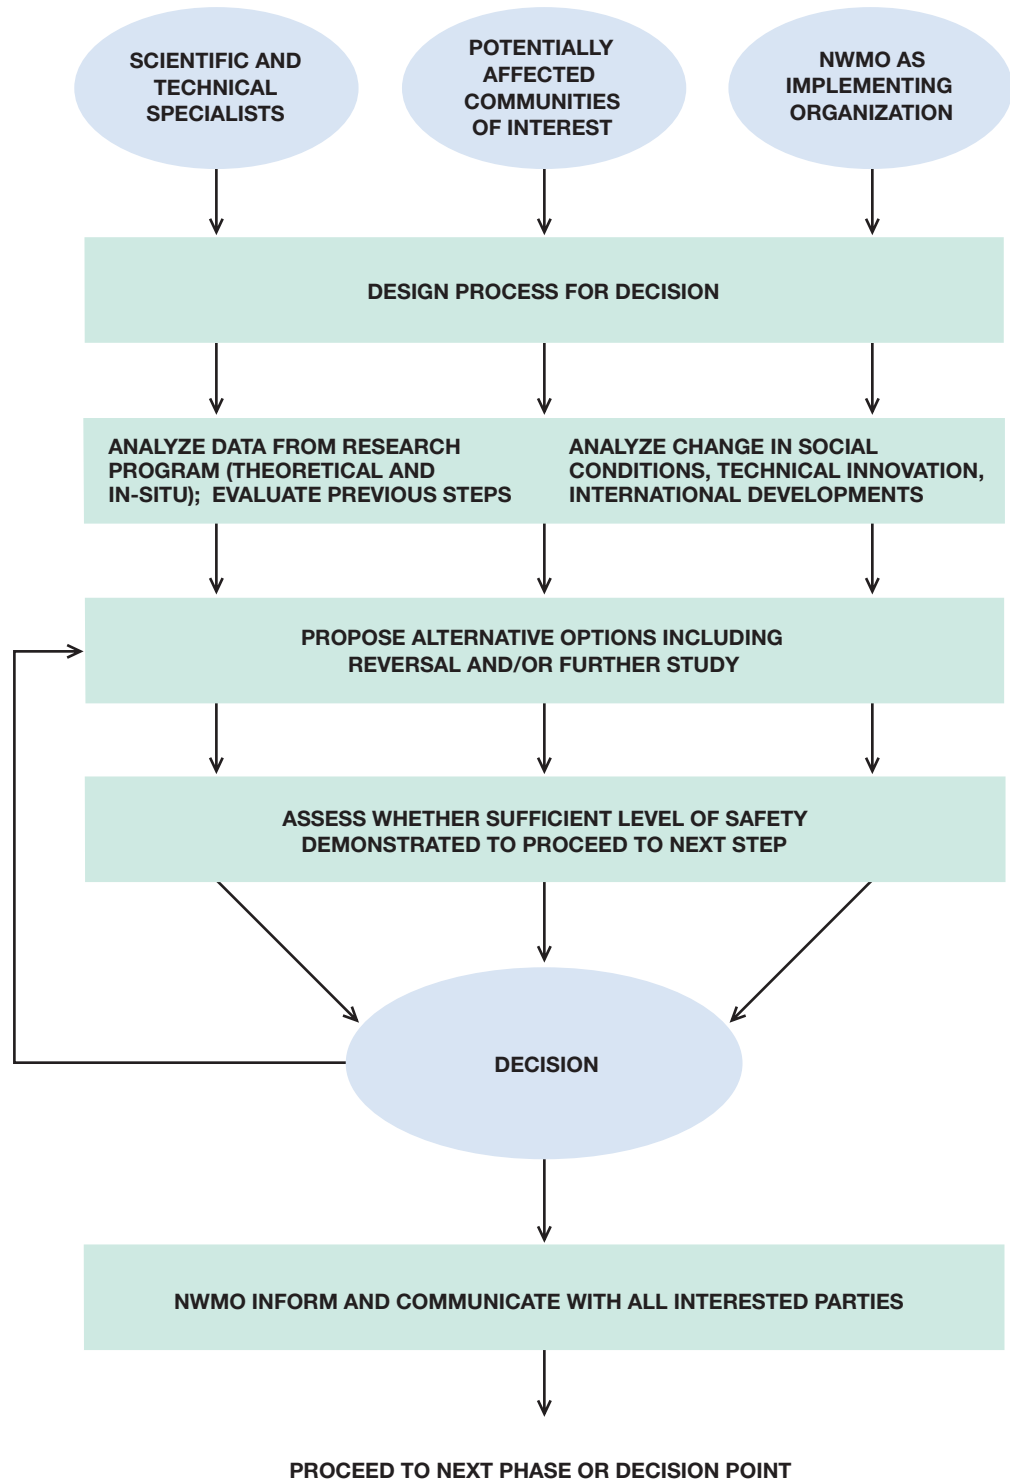 SCIENTIFIC AND
TECHNICAL
SPECIALISTS
POTENTIALLY
AFFECTED
COMMUNITIES
OF INTEREST
NWMO AS
IMPLEMENTING
ORGANIZATION
DESIGN PROCESS FOR DECISION
ANALYZE DATA FROM RESEARCH
PROGRAM (THEORETICAL AND
IN-SITU);  EVALUATE PREVIOUS STEPS
ANALYZE CHANGE IN SOCIAL
CONDITIONS, TECHNICAL INNOVATION,
INTERNATIONAL DEVELOPMENTS
PROPOSE ALTERNATIVE OPTIONS INCLUDING
REVERSAL AND/OR FURTHER STUDY
ASSESS WHETHER SUFFICIENT LEVEL OF SAFETY
DEMONSTRATED TO PROCEED TO NEXT STEP
DECISION
NWMO INFORM AND COMMUNICATE WITH ALL INTERESTED PARTIES
PROCEED TO NEXT PHASE OR DECISION POINT